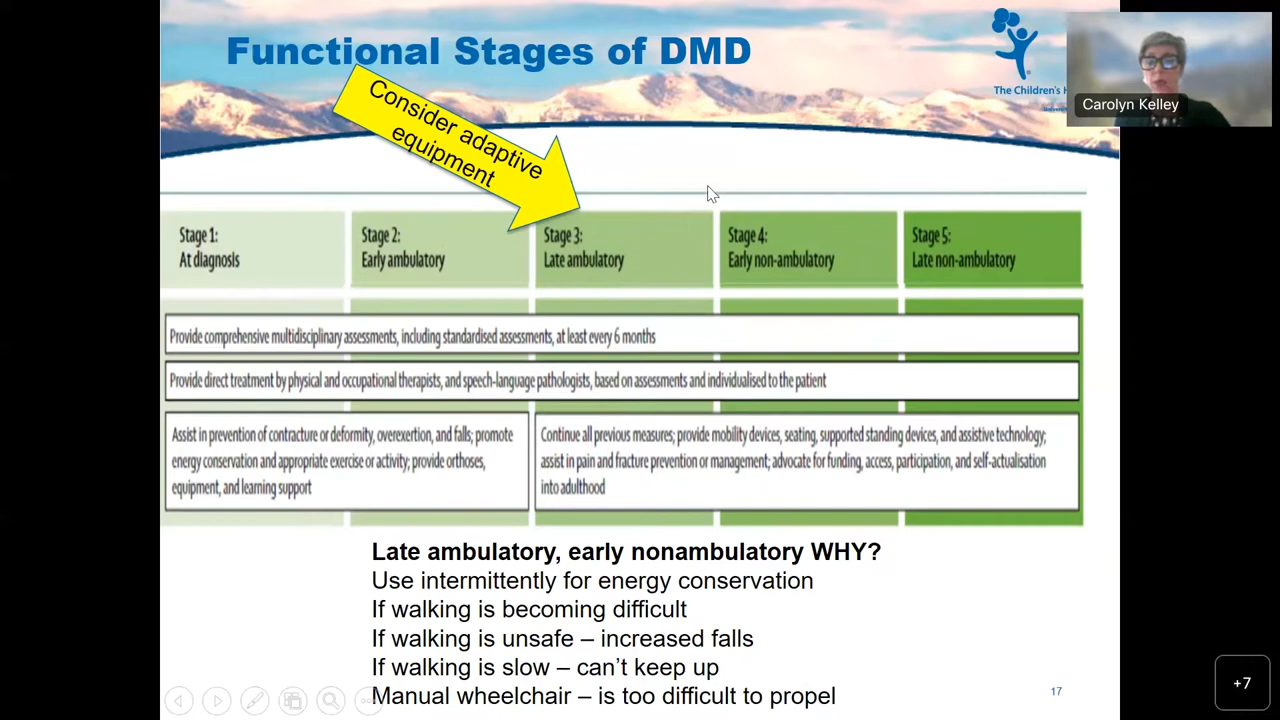 Functional Stages of DMD
The Children's H
Carolyn Kelley
Consider adaptive
equipment
Stage 1:
At diagnosis
Stage 2:
Early ambulatory
Stage 3:
Late ambulatory
Stage 4:
Early non-ambulatory
Stage 5:
Late non-ambulatory
Provide comprehensive multidisciplinary assessments, including standardised assessments, at least every 6 months
Provide direct treatment by physical and occupational therapists, and speech-language pathologists, based on assessments and individualised to the patient
Assist in prevention of contracture or deformity, overexertion, and falls; promote
energy conservation and appropriate exercise or activity; provide orthoses,
equipment, and learning support
Continue all previous measures; provide mobility devices, seating, supported standing devices, and assistive technology;
assist in pain and fracture prevention or management; advocate for funding, access, participation, and self-actualisation
into adulthood
Late ambulatory, early nonambulatory WHY?
Use intermittently for energy conservation
If walking is becoming difficult
If walking is unsafe – increased falls
If walking is slow – can't keep up
Manual wheelchair – is too difficult to propel
17
+7